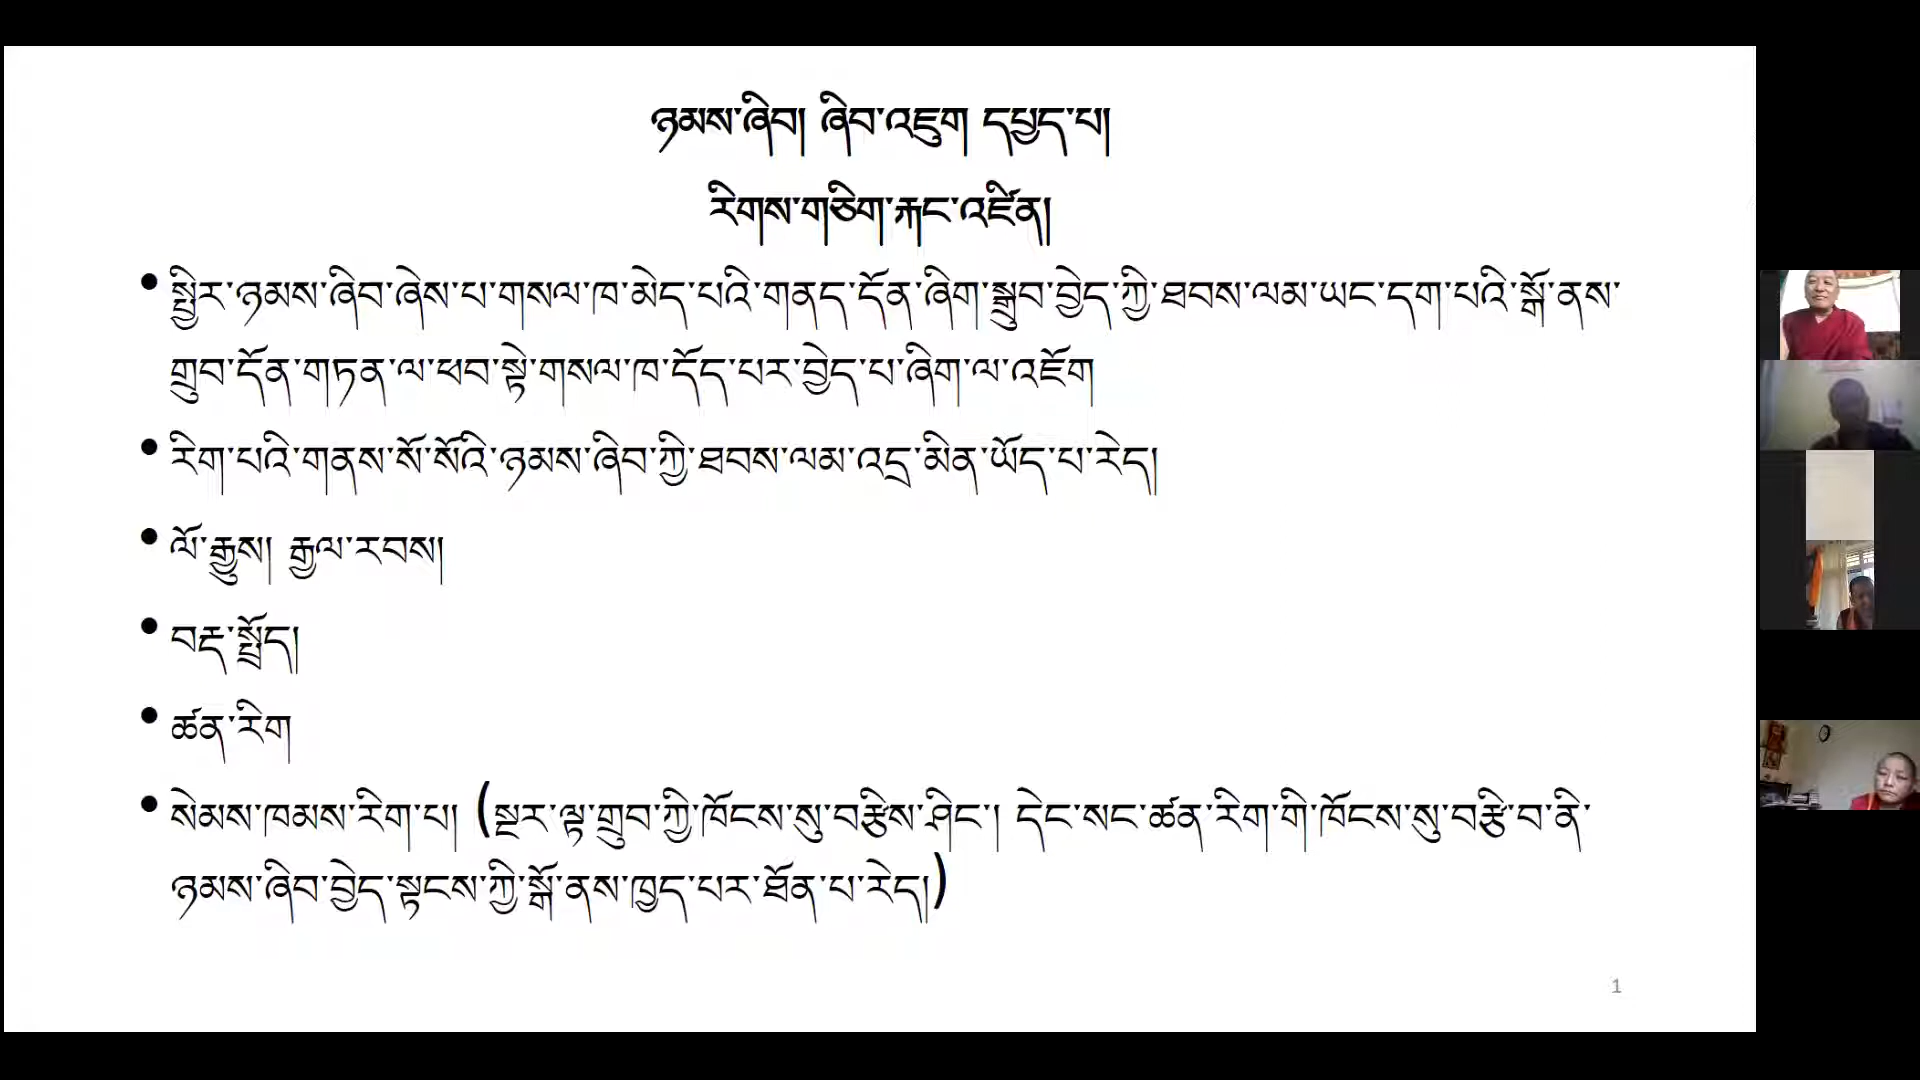 ཉམས་ཞིབ། ཞིབ་འཇུག དཔྱད་པ།
རིགས་གཅིག་རྐང་འཛིན།
• སྤྱིར་ཉམས་ཞིབ་ཞེས་པ་གསལ་ཁ་མེད་པའི་གནད་དོན་ཞིག་སྒྲུབ་བྱེད་ཀྱི་ཐབས་ལམ་ཡང་དག་པའི་སྒོ་ནས་
གྲུབ་དོན་གཏན་ལ་ཕབ་སྟེ་གསལ་ཁ་དོད་པར་བྱེད་པ་ཞིག་ལ་འཇོག
• རིག་པའི་གནས་སོ་སོའི་ཉམས་ཞིབ་ཀྱི་ཐབས་ལམ་འདྲ་མིན་ཡོད་པ་རེད།
• ལོ་རྒྱུས། རྒྱལ་རབས།
• བརྡ་སྤྲོད།
• ཚན་རིག
• སེམས་ཁམས་རིག་པ། (སྔར་ལྟ་གྲུབ་ཀྱི་ཁོངས་སུ་བརྩིས་ཤིང་། དེང་སང་ཚན་རིག་གི་ཁོངས་སུ་བརྩི་བ་ནི་
ཉམས་ཞིབ་བྱེད་སྟངས་ཀྱི་སྒོ་ནས་ཁྱད་པར་ཐོན་པ་རེད།)
1